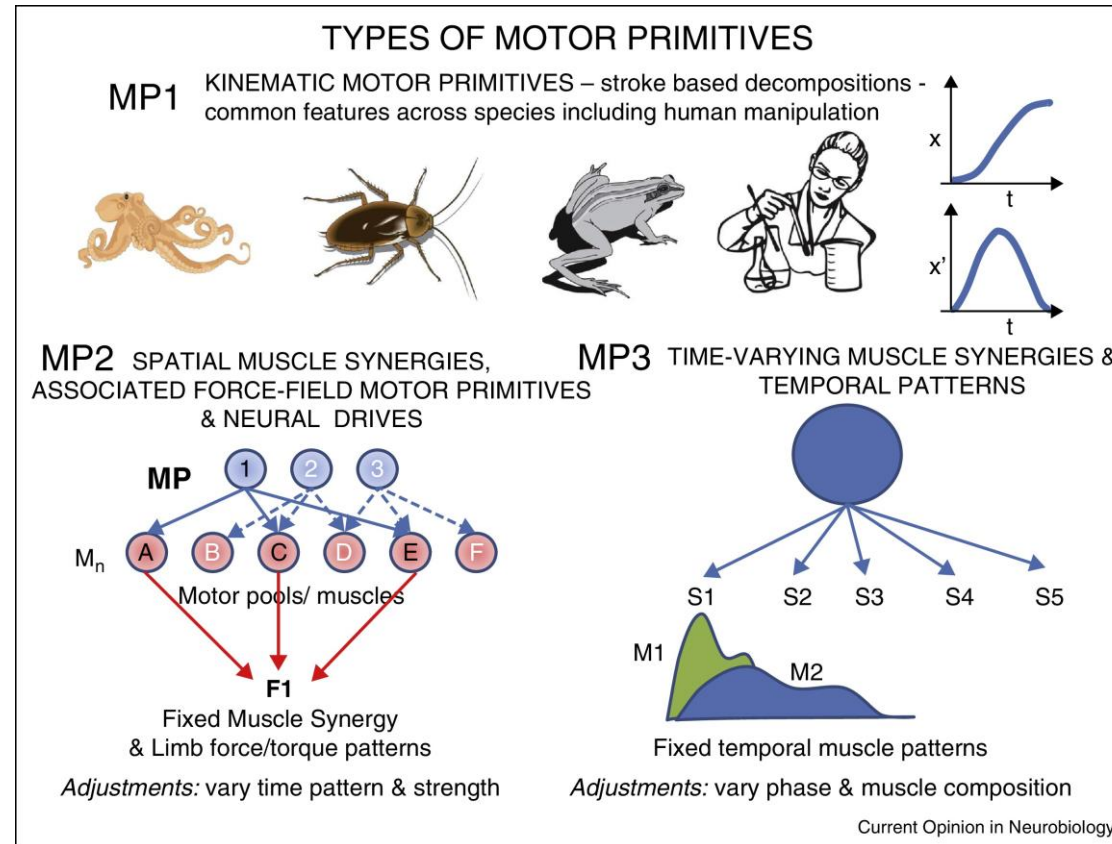 TYPES OF MOTOR PRIMITIVES
MP1 KINEMATIC MOTOR PRIMITIVES – stroke based decompositions -
common features across species including human manipulation
x
t
x'
t
MP2 SPATIAL MUSCLE SYNERGIES,
ASSOCIATED FORCE-FIELD MOTOR PRIMITIVES
& NEURAL DRIVES
MP 1 2 3
Mn A B C D E F
Motor pools/ muscles
F1
Fixed Muscle Synergy
& Limb force/torque patterns
Adjustments: vary time pattern & strength
MP3 TIME-VARYING MUSCLE SYNERGIES &
TEMPORAL PATTERNS
S1 S2 S3 S4 S5
M1
M2
Fixed temporal muscle patterns
Adjustments: vary phase & muscle composition
Current Opinion in Neurobiology